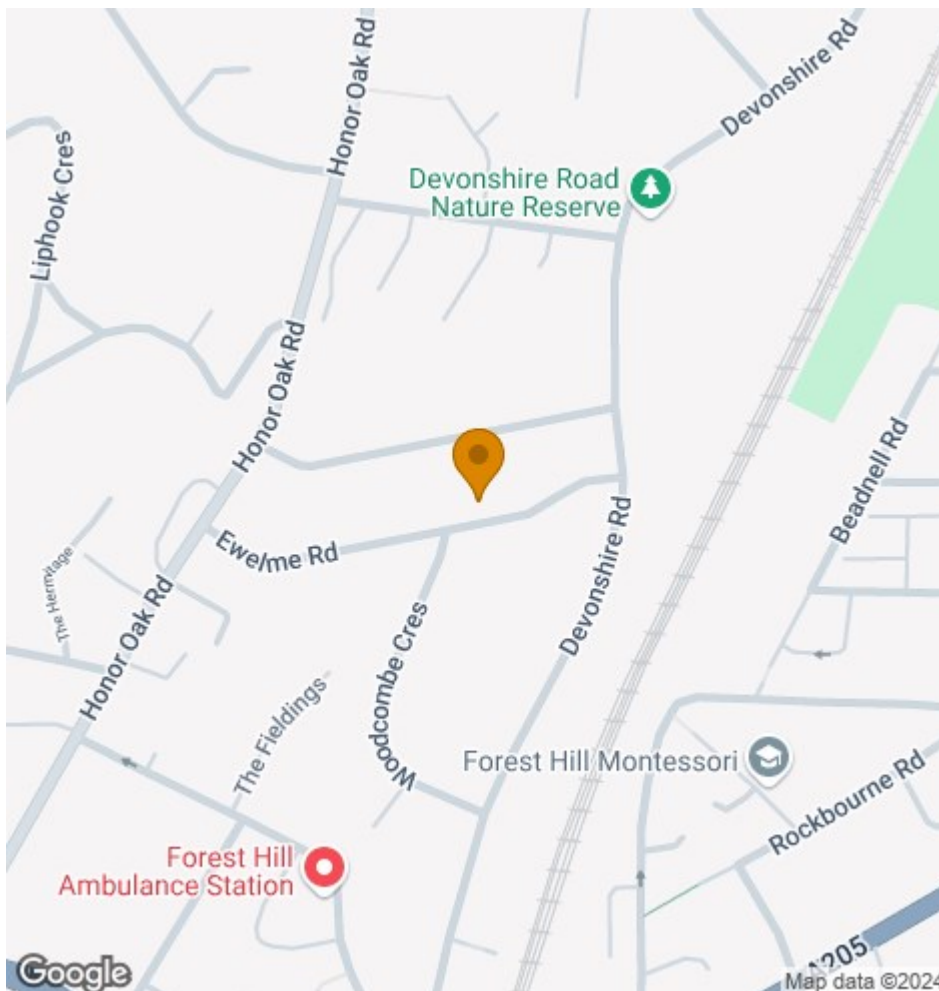 Honor Oak Rd
Devonshire Rd
Liphook Cres
Devonshire Road
Nature Reserve
Honor Oak Rd
Beadnell Rd
Ewelme Rd
Devonshire Rd
The Hermitage
Honor Oak Rd
Woodcombe Cres
The Fieldings
Forest Hill Montessori
Rockbourne Rd
Forest Hill
Ambulance Station
A205
Google
Map data ©2024